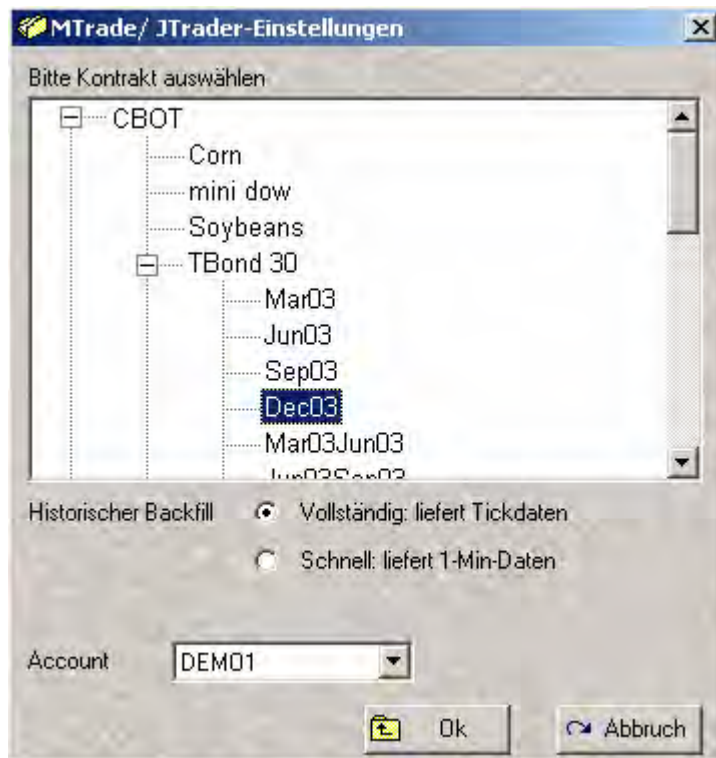 MTrade/ JTrader-Einstellungen
Bitte Kontrakt auswählen
CBOT
Corn
mini dow
Soybeans
TBond 30
Mar03
Jun03
Sep03
Dec03
Mar03Jun03
Jun03Sep03
Historischer Backfill Vollständig: liefert Tickdaten
Schnell: liefert 1-Min-Daten
Account DEMO1
Ok Abbruch